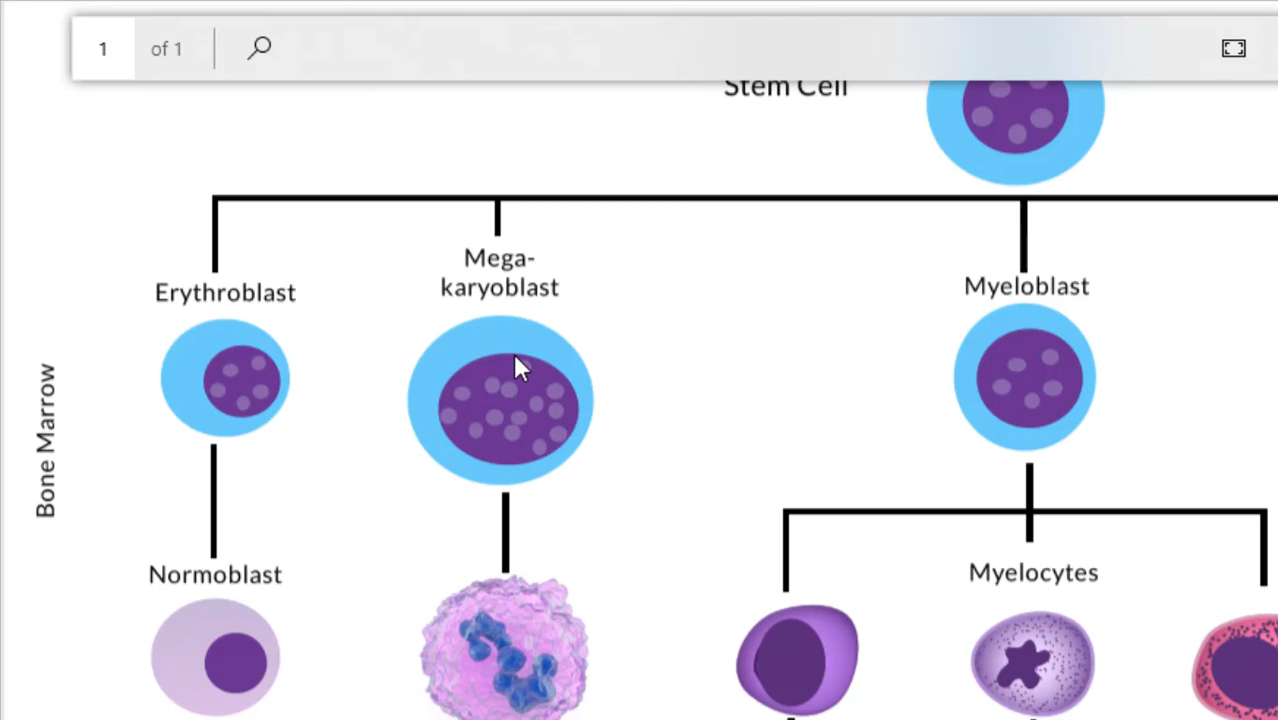 1 of 1
Stem Cell
Mega-
karyoblast
Erythroblast
Myeloblast
Bone Marrow
Normoblast
Myelocytes